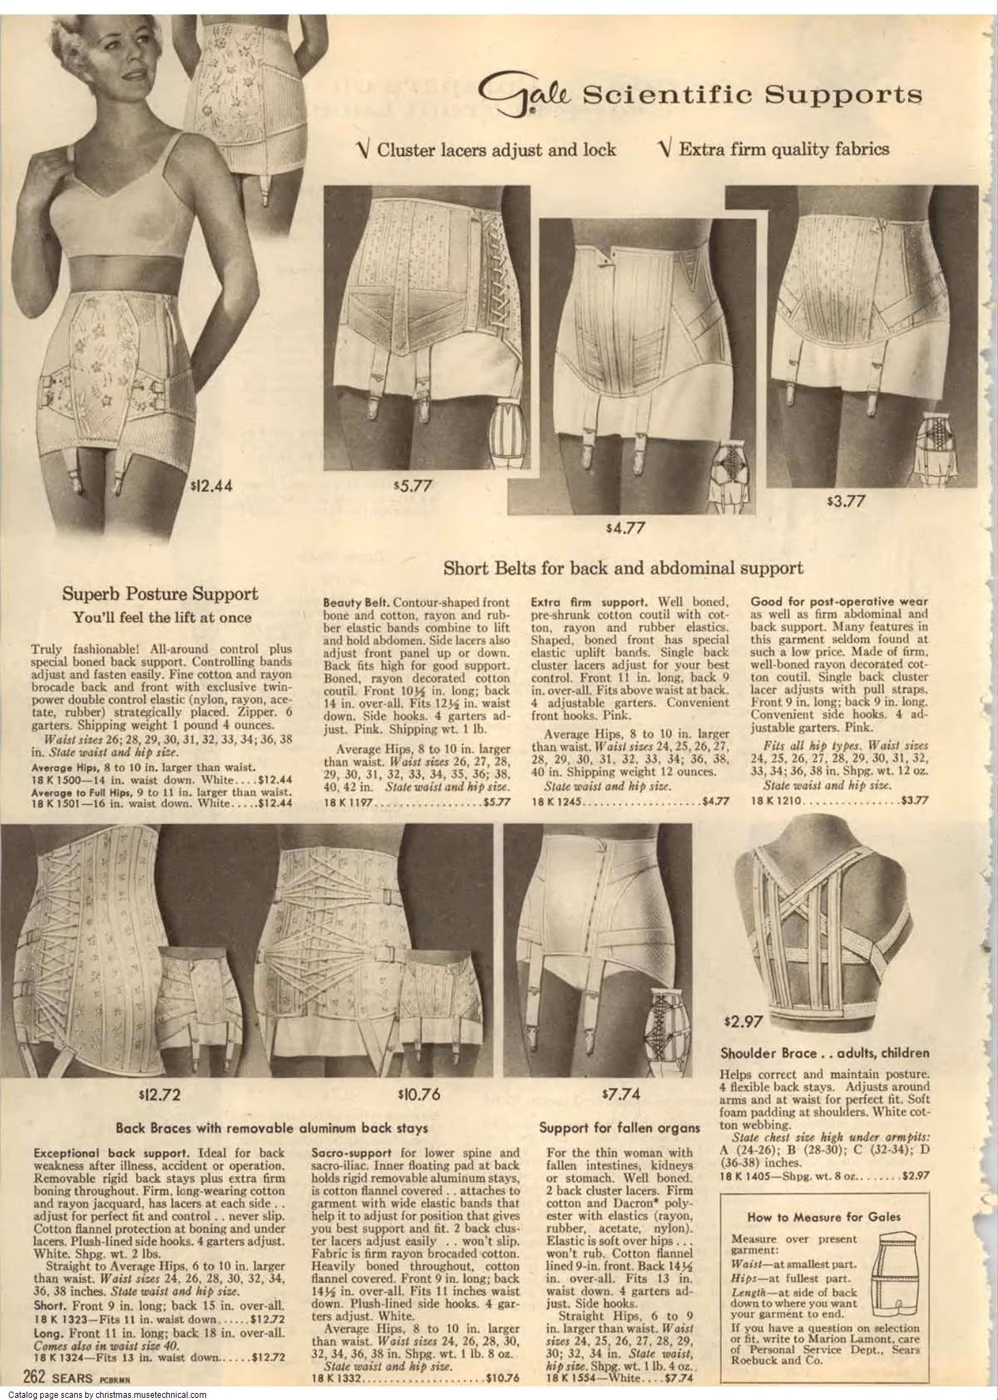 Gale Scientific Supports
√ Cluster lacers adjust and lock
√ Extra firm quality fabrics
$12.44
$5.77
$4.77
$3.77
Superb Posture Support
You'll feel the lift at once
Truly fashionable! All-around control plus
special boned back support. Controlling bands
adjust and fasten easily. Fine cotton and rayon
brocade back and front with exclusive twin-
power double control elastic (nylon, rayon, ace-
tate, rubber) strategically placed. Zipper. 6
garters. Shipping weight 1 pound 4 ounces.
Waist sizes 26; 28, 29, 30, 31, 32, 33, 34; 36, 38
in. State waist and hip size.
Average Hips, 8 to 10 in. larger than waist.
18 K 1500—14 in. waist down. White....$12.44
Average to Full Hips, 9 to 11 in. larger than waist.
18 K 1501—16 in. waist down. White.....$12.44
Short Belts for back and abdominal support
Beauty Belt. Contour-shaped front
bone and cotton, rayon and rub-
ber elastic bands combine to lift
and hold abdomen. Side lacers also
adjust front panel up or down.
Back fits high for good support.
Boned, rayon decorated cotton
coutil. Front 10½ in. long; back
14 in. over-all. Fits 12½ in. waist
down. Side hooks. 4 garters ad-
just. Pink. Shipping wt. 1 lb.
Average Hips, 8 to 10 in. larger
than waist. Waist sizes 26, 27, 28,
29, 30, 31, 32, 33, 34, 35, 36; 38,
40, 42 in. State waist and hip size.
18 K 1197.................$5.77
Extra firm support. Well boned,
pre-shrunk cotton coutil with cot-
ton, rayon and rubber elastics.
Shaped, boned front has special
elastic uplift bands. Single back
cluster lacers adjust for your best
control. Front 11 in. long, back 9
in. over-all. Fits above waist at back.
4 adjustable garters. Convenient
front hooks. Pink.
Average Hips, 8 to 10 in. larger
than waist. Waist sizes 24, 25, 26, 27,
28, 29, 30, 31, 32, 33, 34; 36, 38,
40 in. Shipping weight 12 ounces.
State waist and hip size.
18 K 1245....................$4.77
Good for post-operative wear
as well as firm abdominal and
back support. Many features in
this garment seldom found at
such a low price. Made of firm,
well-boned rayon decorated cot-
ton coutil. Single back cluster
lacer adjusts with pull straps.
Front 9 in. long; back 9 in. long.
Convenient side hooks. 4 ad-
justable garters. Pink.
Fits all hip types. Waist sizes
24, 25, 26, 27, 28, 29, 30, 31, 32,
33, 34; 36, 38 in. Shpg. wt. 12 oz.
State waist and hip size.
18 K 1210................$3.77
$12.72
$10.76
$7.74
$2.97
Back Braces with removable aluminum back stays
Exceptional back support. Ideal for back
weakness after illness, accident or operation.
Removable rigid back stays plus extra firm
boning throughout. Firm, long-wearing cotton
and rayon jacquard, has lacers at each side . .
adjust for perfect fit and control . . never slip.
Cotton flannel protection at boning and under
lacers. Plush-lined side hooks. 4 garters adjust.
White. Shpg. wt. 2 lbs.
Straight to Average Hips, 6 to 10 in. larger
than waist. Waist sizes 24, 26, 28, 30, 32, 34,
36, 38 inches. State waist and hip size.
Short. Front 9 in. long; back 15 in. over-all.
18 K 1323—Fits 11 in. waist down......$12.72
Long. Front 11 in. long; back 18 in. over-all.
Comes also in waist size 40.
18 K 1324—Fits 13 in. waist down......$12.72
Sacro-support for lower spine and
sacro-iliac. Inner floating pad at back
holds rigid removable aluminum stays,
is cotton flannel covered . . attaches to
garment with wide elastic bands that
help it to adjust for position that gives
you best support and fit. 2 back clus-
ter lacers adjust easily . . won't slip.
Fabric is firm rayon brocaded cotton.
Heavily boned throughout, cotton
flannel covered. Front 9 in. long; back
14½ in. over-all. Fits 11 inches waist
down. Plush-lined side hooks. 4 gar-
ters adjust. White.
Average Hips, 8 to 10 in. larger
than waist. Waist sizes 24, 26, 28, 30,
32, 34, 36, 38 in. Shpg. wt. 1 lb. 8 oz.
State waist and hip size.
18 K 1332.....................$10.76
Support for fallen organs
For the thin woman with
fallen intestines, kidneys
or stomach. Well boned.
2 back cluster lacers. Firm
cotton and Dacron* poly-
ester with elastics (rayon,
rubber, acetate, nylon).
Elastic is soft over hips . . .
won't rub. Cotton flannel
lined 9-in. front. Back 14½
in. over-all. Fits 13 in.
waist down. 4 garters ad-
just. Side hooks.
Straight Hips, 6 to 9
in. larger than waist. Waist
sizes 24, 25, 26, 27, 28, 29,
30; 32, 34 in. State waist,
hip size. Shpg. wt. 1 lb. 4 oz.
18 K 1554—White....$7.74
Shoulder Brace . . adults, children
Helps correct and maintain posture.
4 flexible back stays. Adjusts around
arms and at waist for perfect fit. Soft
foam padding at shoulders. White cot-
ton webbing.
State chest size high under armpits:
A (24-26); B (28-30); C (32-34); D
(36-38) inches.
18 K 1405—Shpg. wt. 8 oz........$2.97
How to Measure for Gales
Measure over present
garment:
Waist—at smallest part.
Hips—at fullest part.
Length—at side of back
down to where you want
your garment to end.
If you have a question on selection
or fit, write to Marion Lamont, care
of Personal Service Dept., Sears
Roebuck and Co.
262 SEARS PCBKMN
Catalog page scans by christmas.musetechnical.com